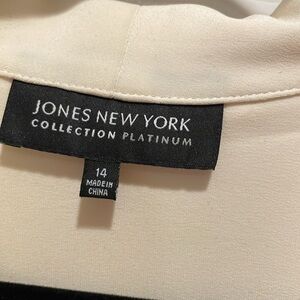 JONES NEW YORK
COLLECTION PLATINUM
14
MADE IN
CHINA